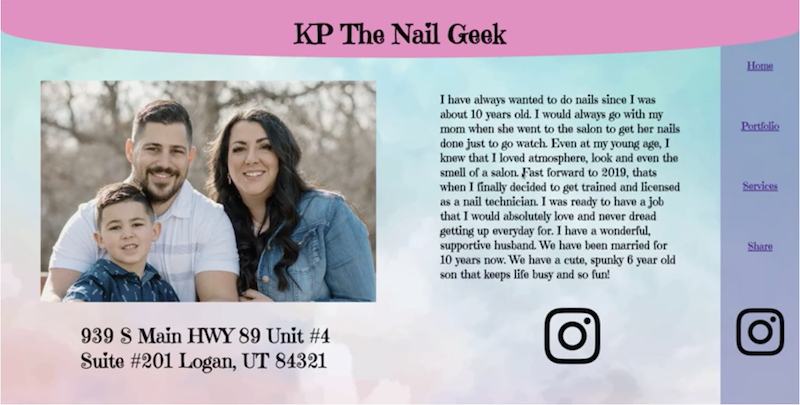 KP The Nail Geek
Home
Portfolio
Services
Share
I have always wanted to do nails since I was
about 10 years old. I would always go with my
mom when she went to the salon to get her nails
done just to go watch. Even at my young age, I
knew that I loved atmosphere, look and even the
smell of a salon. Fast forward to 2019, thats
when I finally decided to get trained and licensed
as a nail technician. I was ready to have a job
that I would absolutely love and never dread
getting up everyday for. I have a wonderful,
supportive husband. We have been married for
10 years now. We have a cute, spunky 6 year old
son that keeps life busy and so fun!
939 S Main HWY 89 Unit #4
Suite #201 Logan, UT 84321